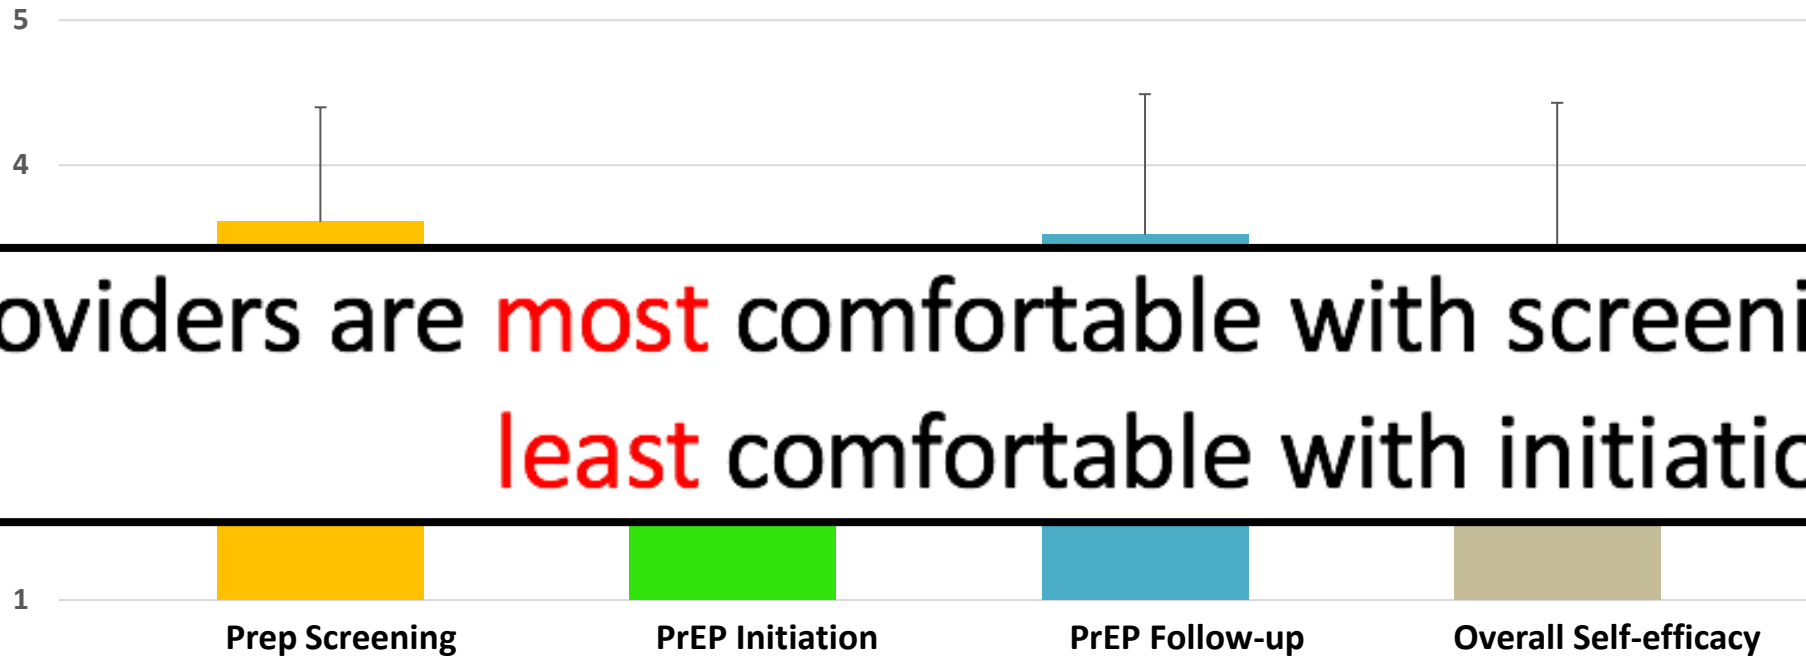 5
4
oviders are most comfortable with screeni
least comfortable with initiatio
1
Prep Screening PrEP Initiation PrEP Follow-up Overall Self-efficacy